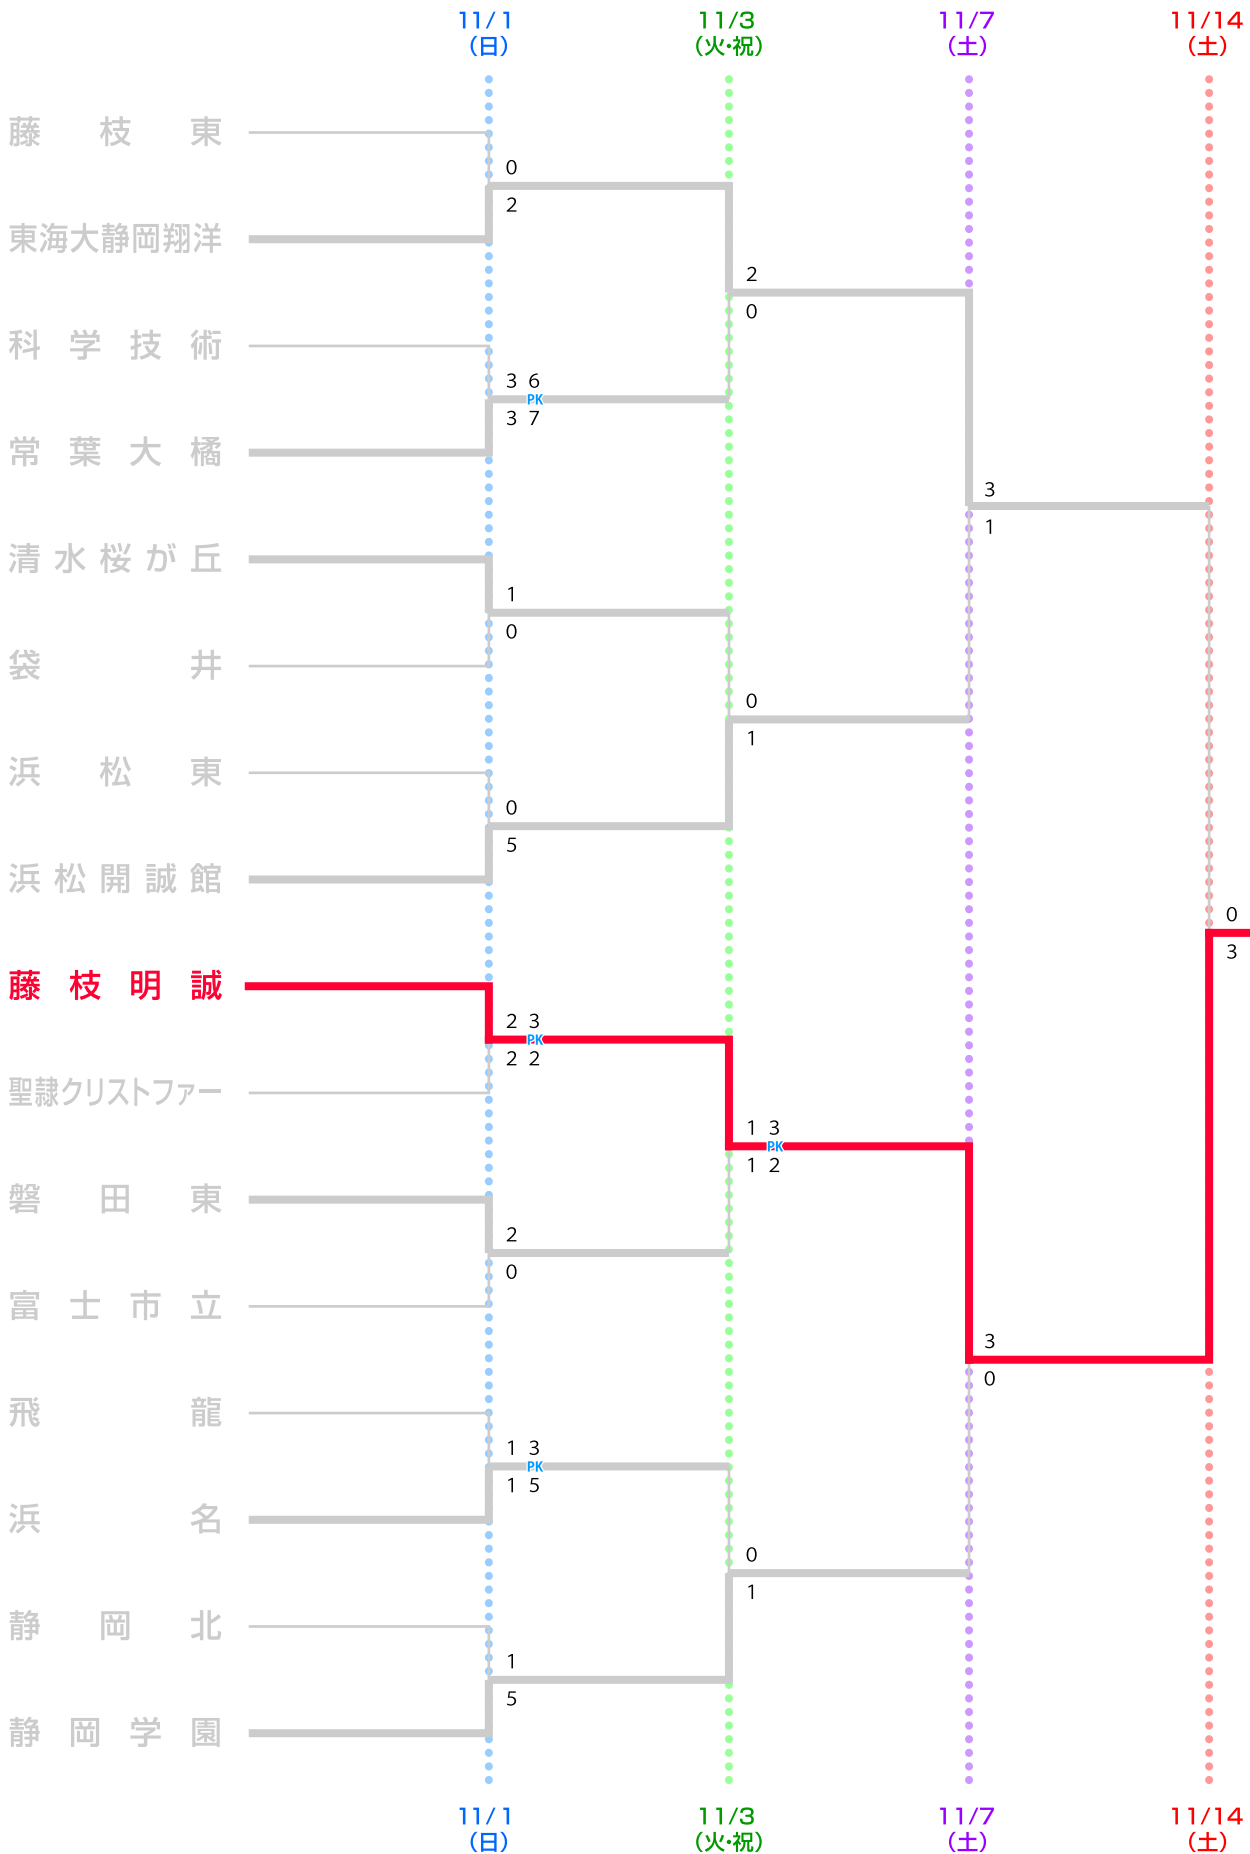 11/1 11/3 11/7 11/14
(日) (火・祝) (土) (土)
藤枝東
0
2
東海大静岡翔洋
2
0
科学技術
3 6
PK
3 7
常葉大橘
3
1
清水桜が丘
1
0
袋井
0
1
浜松東
0
5
浜松開誠館
0
3
藤枝明誠
2 3
PK
2 2
聖隷クリストファー
1 3
PK
1 2
磐田東
2
0
富士市立
3
0
飛龍
1 3
PK
1 5
浜名
0
1
静岡北
1
5
静岡学園
11/1 11/3 11/7 11/14
(日) (火・祝) (土) (土)